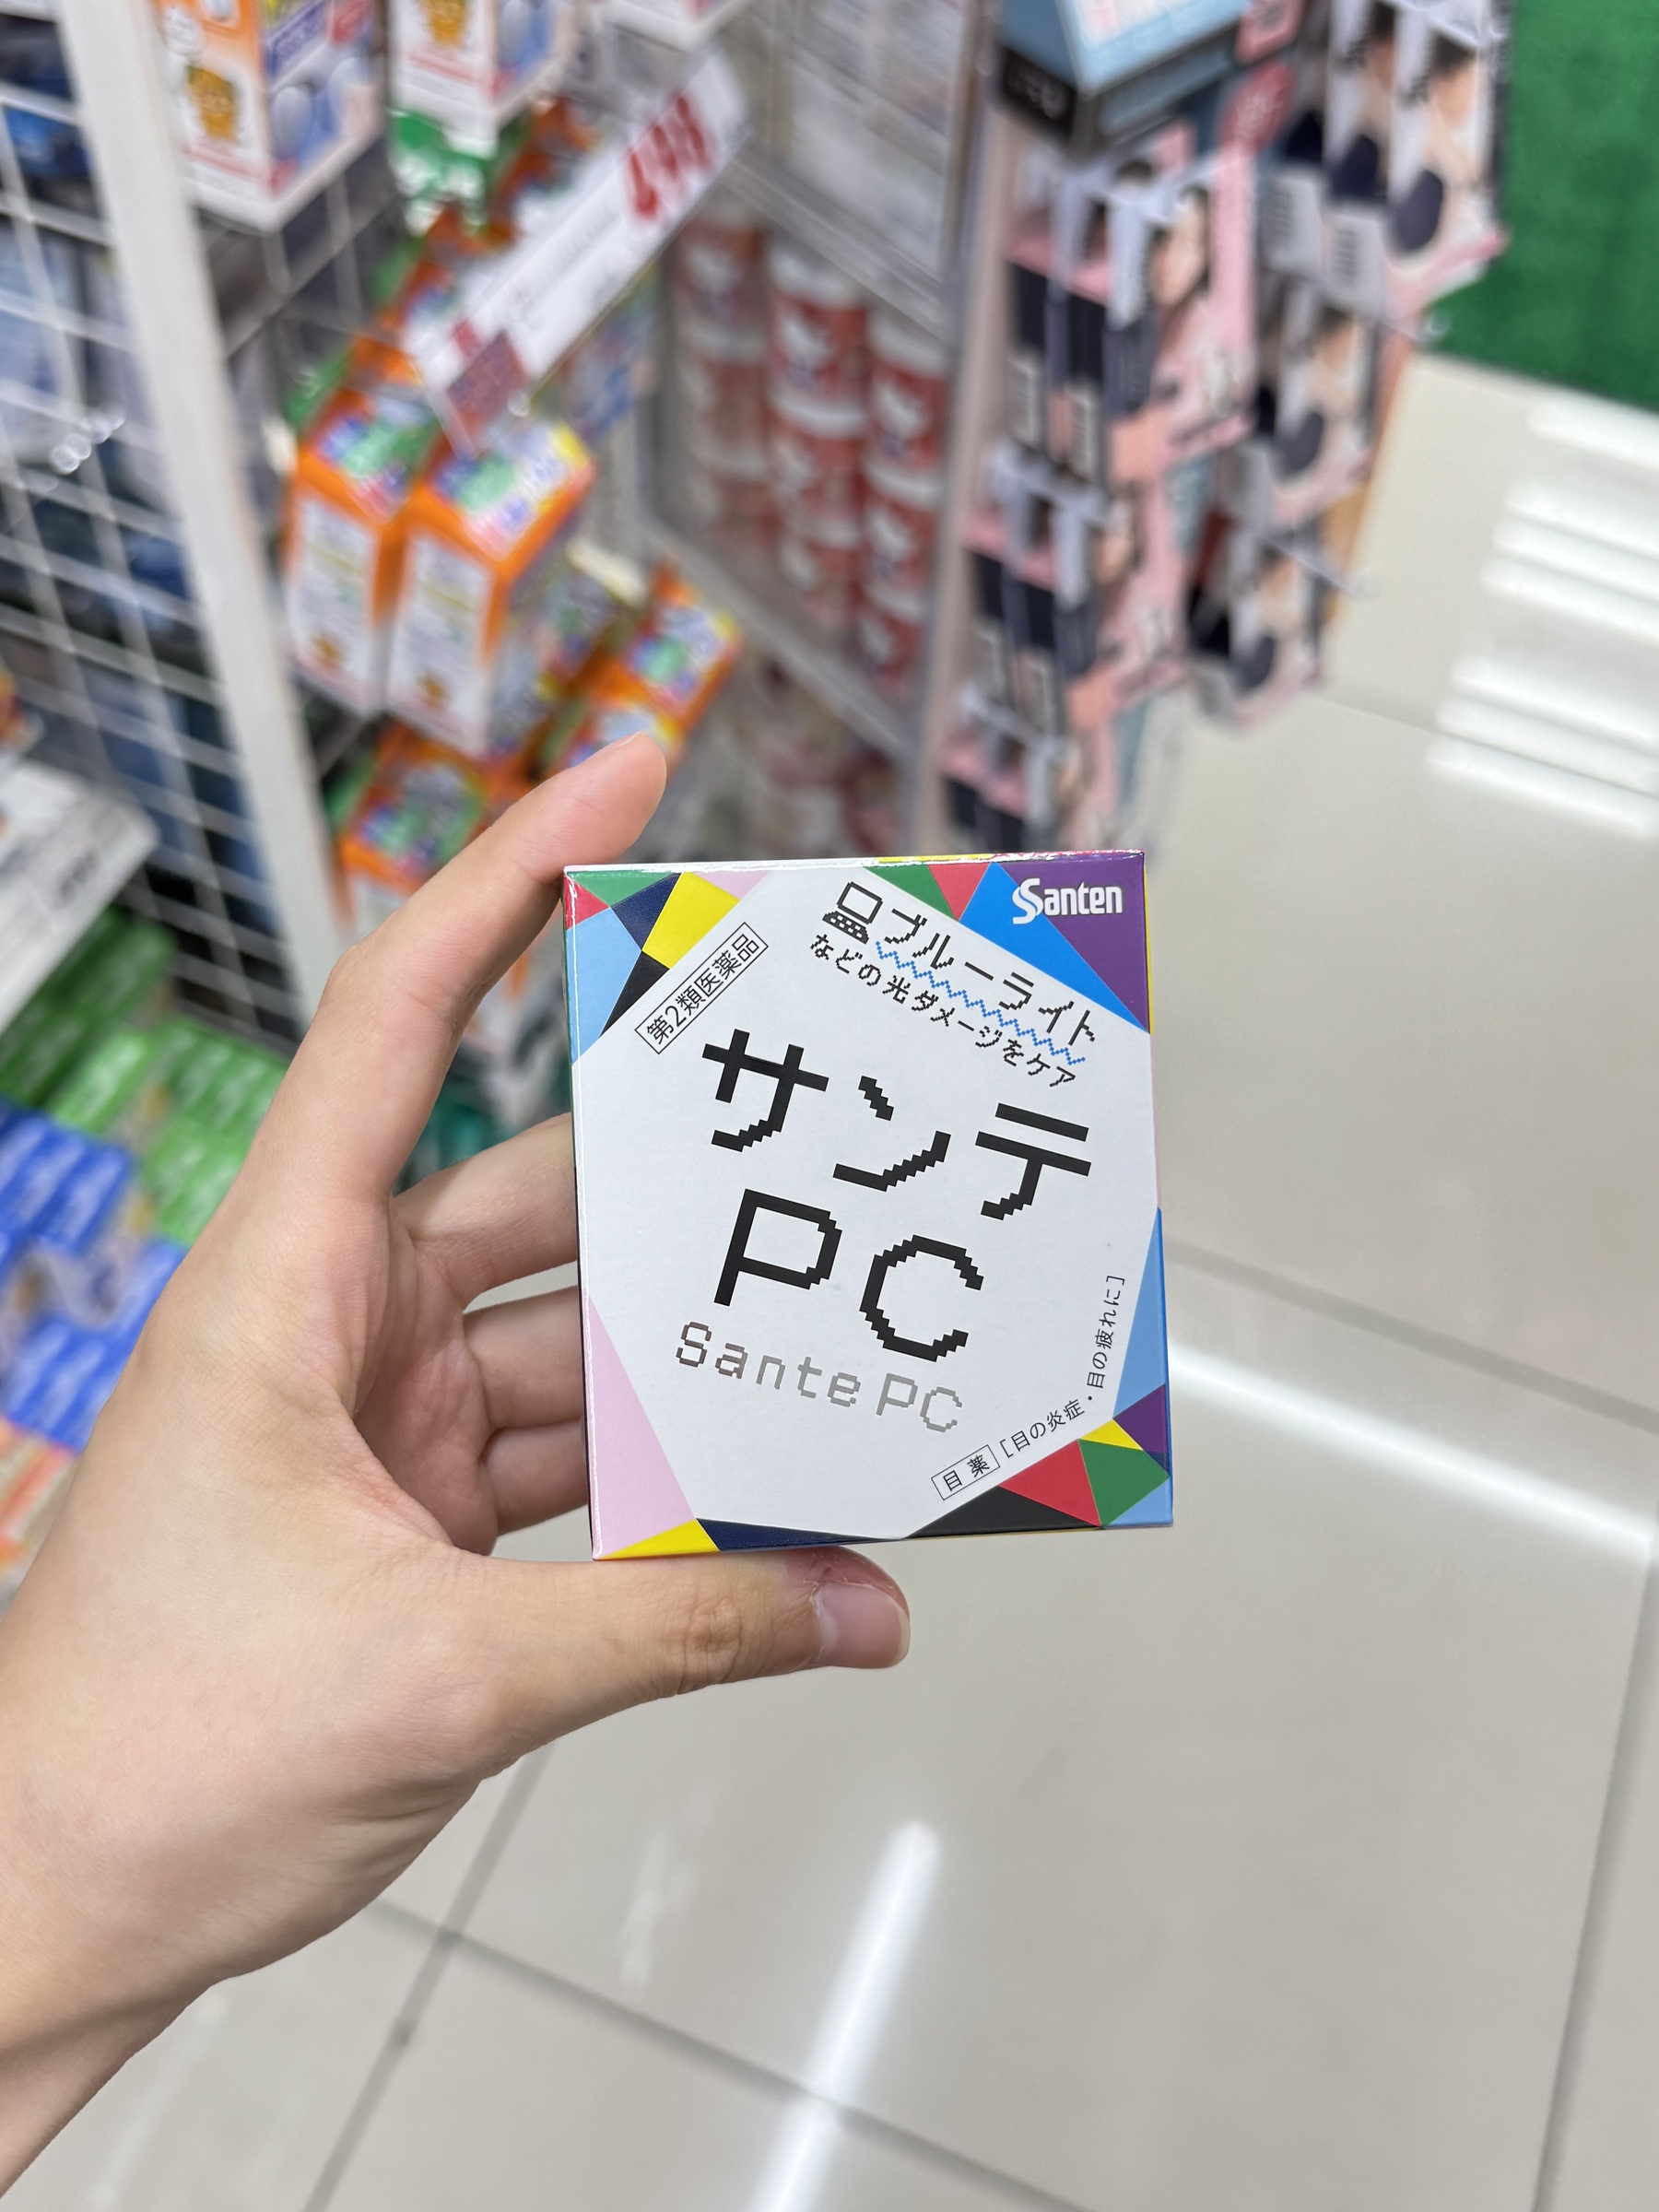 498
Santen
ブルーライト
などの光ダメージをケア
第2類医薬品
サンテ
PC
Sante PC
目薬 [目の炎症・目の疲れに]